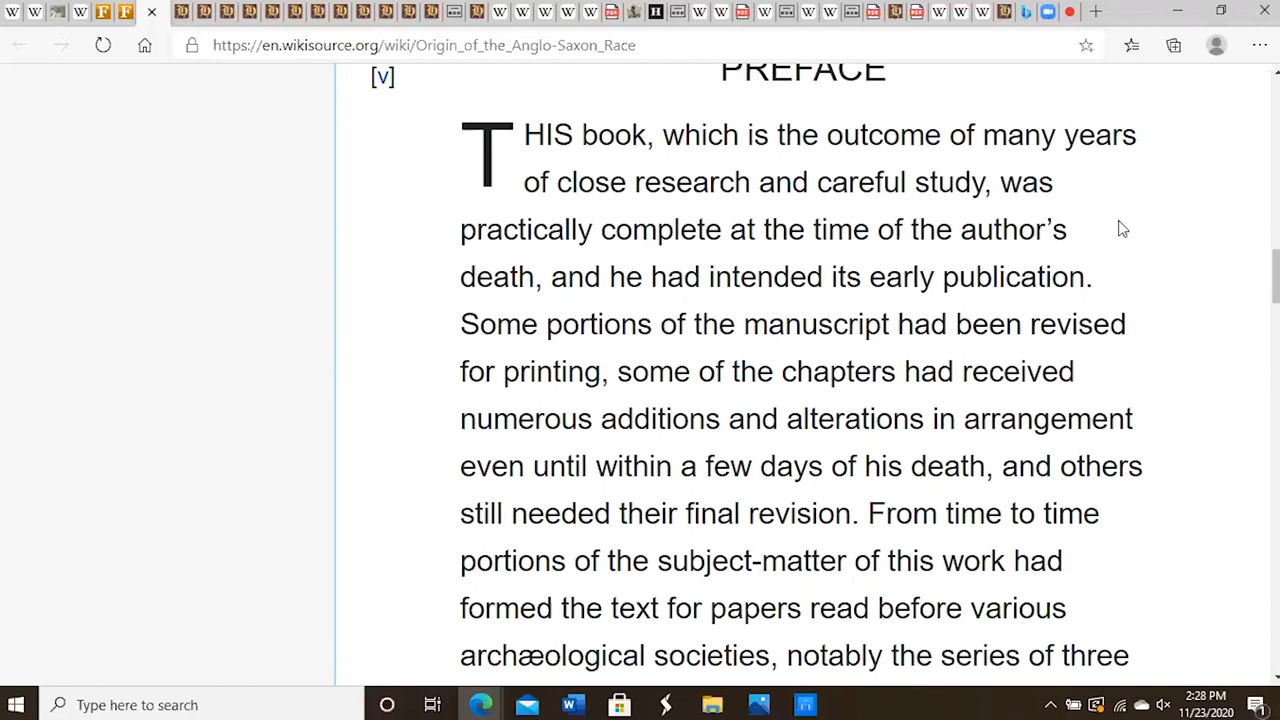 https://en.wikisource.org/wiki/Origin_of_the_Anglo-Saxon_Race
[v]
PREFACE
THIS book, which is the outcome of many years
of close research and careful study, was
practically complete at the time of the author’s
death, and he had intended its early publication.
Some portions of the manuscript had been revised
for printing, some of the chapters had received
numerous additions and alterations in arrangement
even until within a few days of his death, and others
still needed their final revision. From time to time
portions of the subject-matter of this work had
formed the text for papers read before various
archæological societies, notably the series of three
Type here to search
2:28 PM
11/23/2020